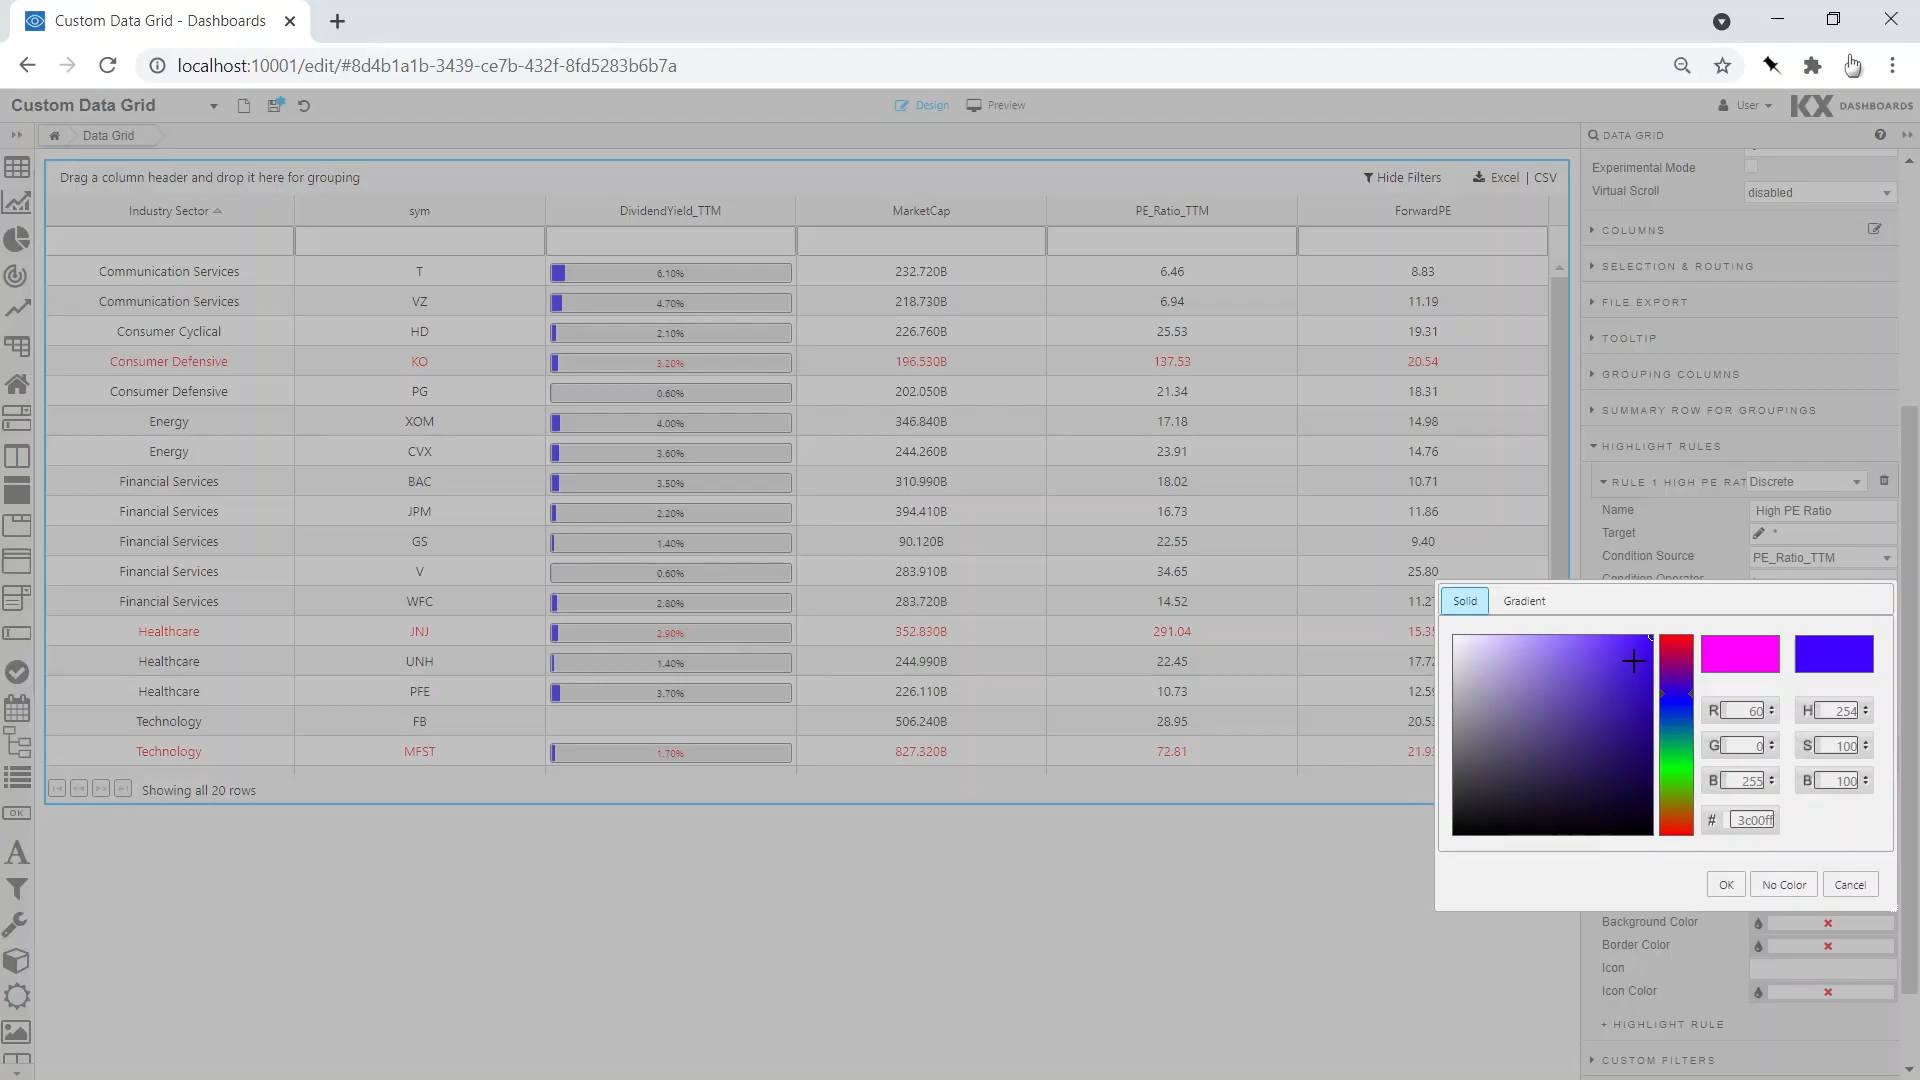 Custom Data Grid - Dashboards
localhost:10001/edit/#8d4b1a1b-3439-ce7b-432f-8fd5283b6b7a
Custom Data Grid
Design
Preview
User
KX DASHBOARDS
Data Grid
DATA GRID
Drag a column header and drop it here for grouping
Hide Filters
Excel | CSV
Industry Sector sym DividendYield_TTM MarketCap PE_Ratio_TTM ForwardPE
Communication Services T 6.10% 232.720B 6.46 8.83
Communication Services VZ 4.70% 218.730B 6.94 11.19
Consumer Cyclical HD 2.10% 226.760B 25.53 19.31
Consumer Defensive KO 3.20% 196.530B 137.53 20.54
Consumer Defensive PG 0.60% 202.050B 21.34 18.31
Energy XOM 4.00% 346.840B 17.18 14.98
Energy CVX 3.60% 244.260B 23.91 14.76
Financial Services BAC 3.50% 310.990B 18.02 10.71
Financial Services JPM 2.20% 394.410B 16.73 11.86
Financial Services GS 1.40% 90.120B 22.55 9.40
Financial Services V 0.60% 283.910B 34.65 25.80
Financial Services WFC 2.80% 283.720B 14.52
Healthcare JNJ 2.90% 352.830B 291.04
Healthcare UNH 1.40% 244.990B 22.45
Healthcare PFE 3.70% 226.110B 10.73
Technology FB 506.240B 28.95
Technology MFST 1.70% 827.320B 72.81
Showing all 20 rows
Experimental Mode
Virtual Scroll disabled
COLUMNS
SELECTION & ROUTING
FILE EXPORT
TOOLTIP
GROUPING COLUMNS
SUMMARY ROW FOR GROUPINGS
HIGHLIGHT RULES
RULE 1 HIGH PE RAT Discrete
Name High PE Ratio
Target *
Condition Source PE_Ratio_TTM
Condition Operator
Solid Gradient
R 60 H 254
G 0 S 100
B 255 B 100
# 3c00ff
OK No Color Cancel
Background Color
Border Color
Icon
Icon Color
+ HIGHLIGHT RULE
CUSTOM FILTERS
OK
A